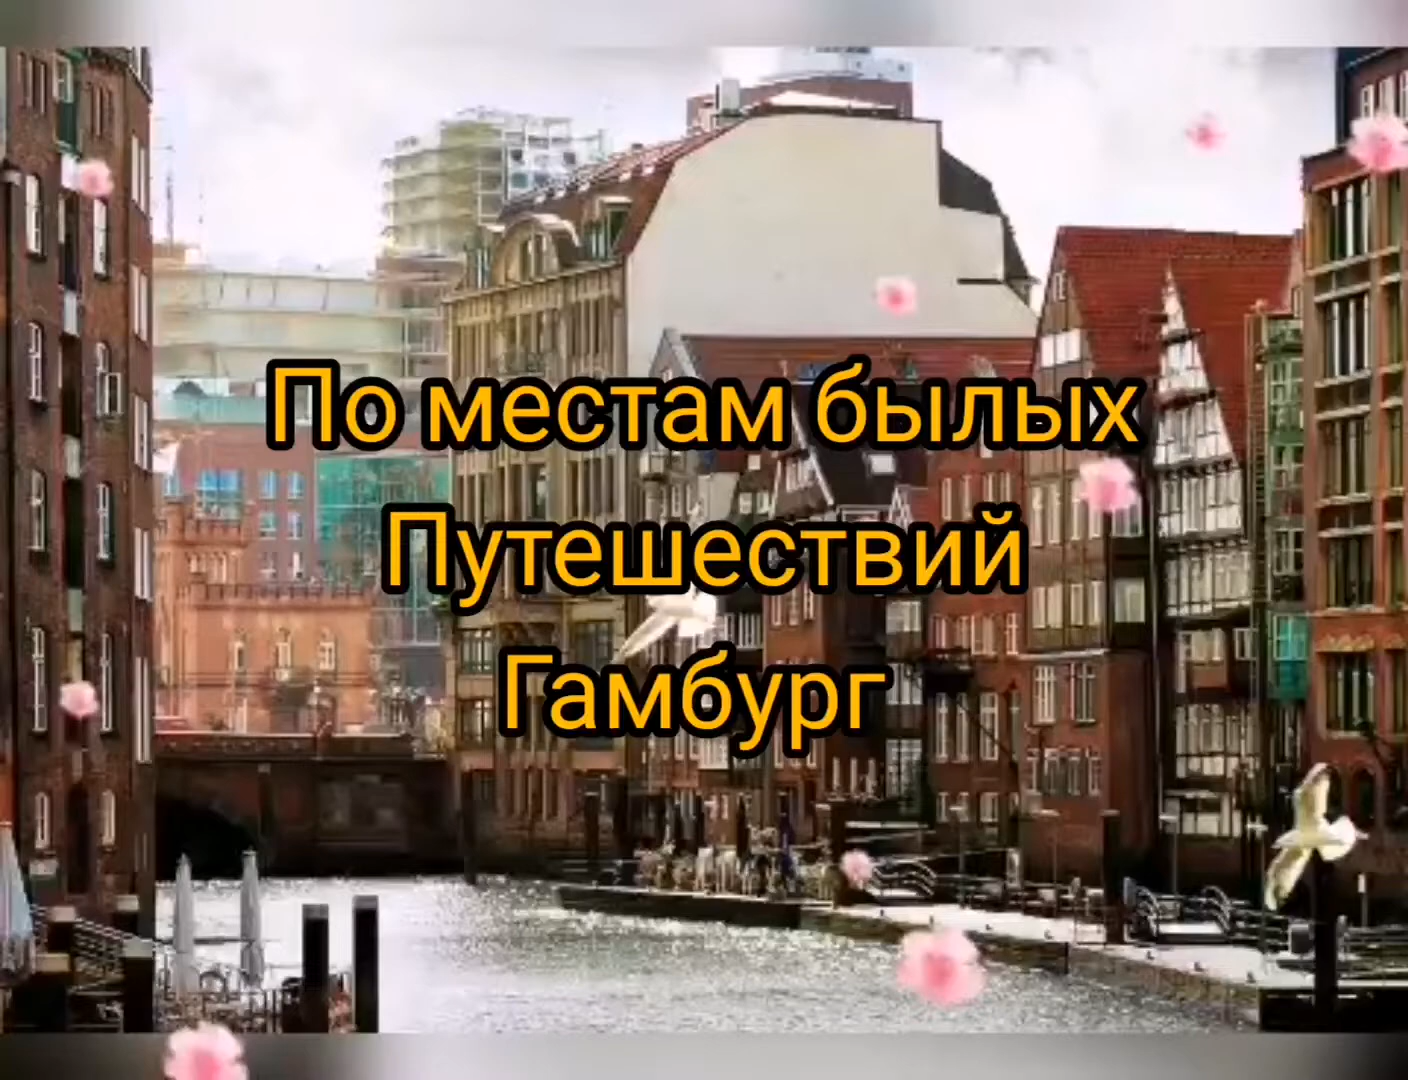 По местам былых
Путешествий
Гамбург